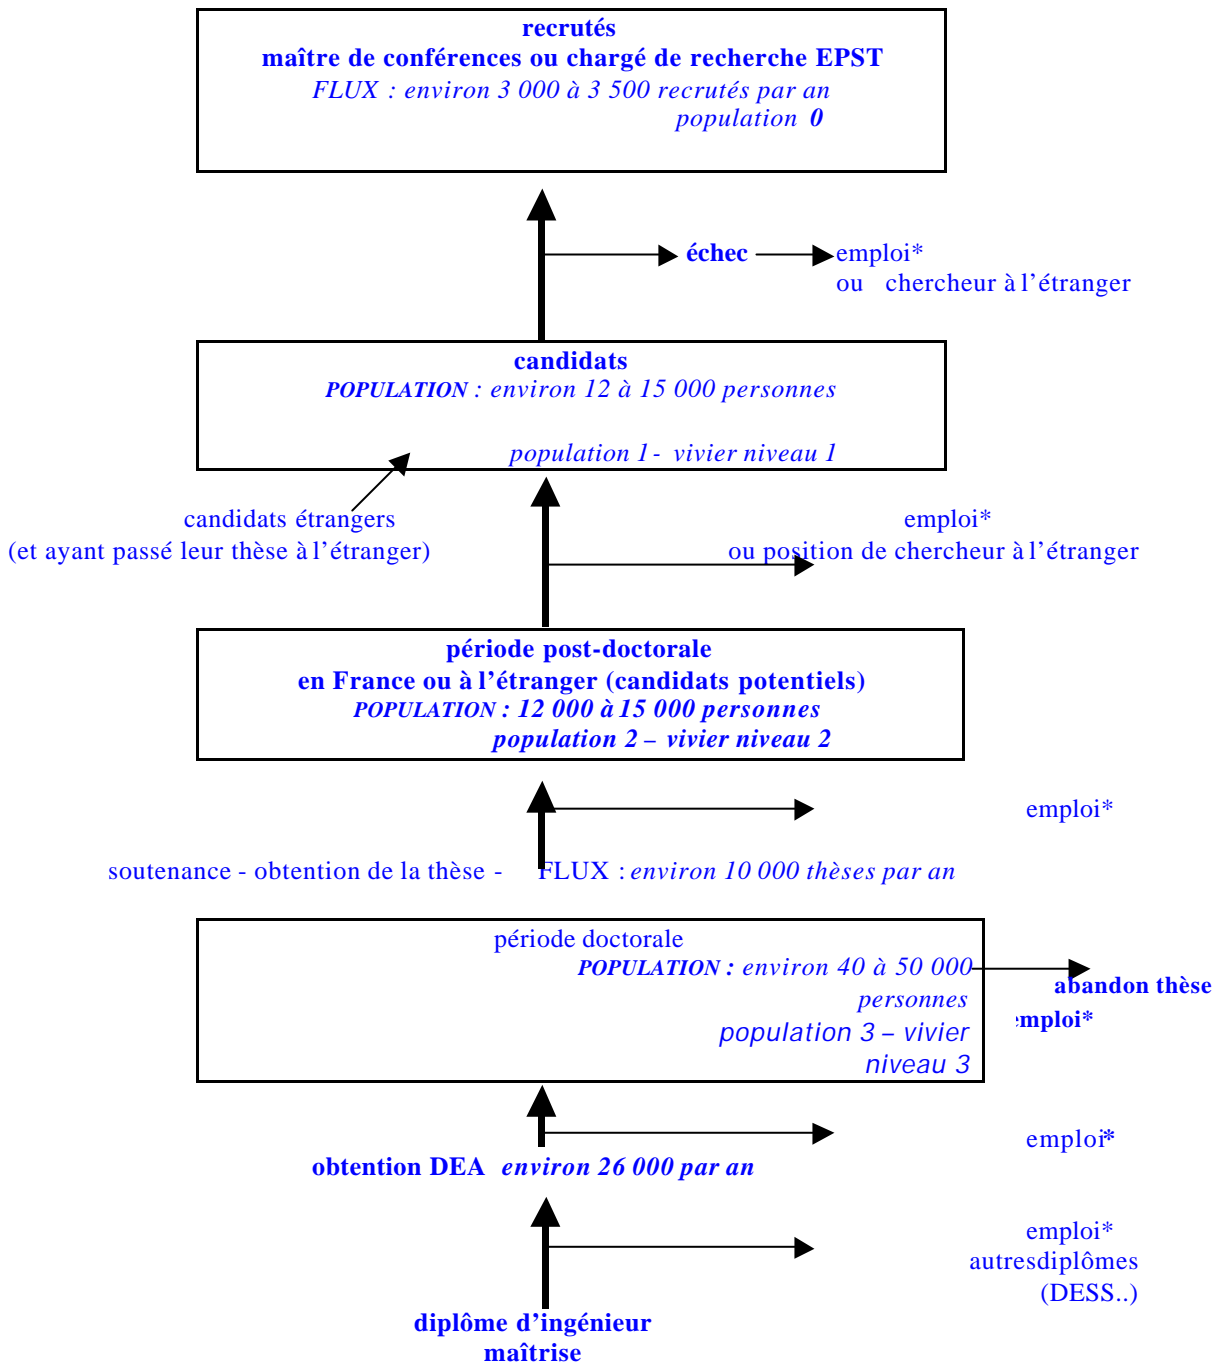 recrutés
maître de conférences ou chargé de recherche EPST
FLUX : environ 3 000 à 3 500 recrutés par an
population 0
échec
emploi*
ou chercheur à l'étranger
candidats
POPULATION : environ 12 à 15 000 personnes
population 1 - vivier niveau 1
candidats étrangers
(et ayant passé leur thèse à l'étranger)
emploi*
ou position de chercheur à l'étranger
période post-doctorale
en France ou à l'étranger (candidats potentiels)
POPULATION : 12 000 à 15 000 personnes
population 2 – vivier niveau 2
emploi*
soutenance - obtention de la thèse - FLUX : environ 10 000 thèses par an
période doctorale
POPULATION : environ 40 à 50 000
personnes
population 3 – vivier
niveau 3
abandon thèse
emploi*
emploi*
obtention DEA environ 26 000 par an
emploi*
autresdiplômes
(DESS..)
diplôme d'ingénieur
maîtrise